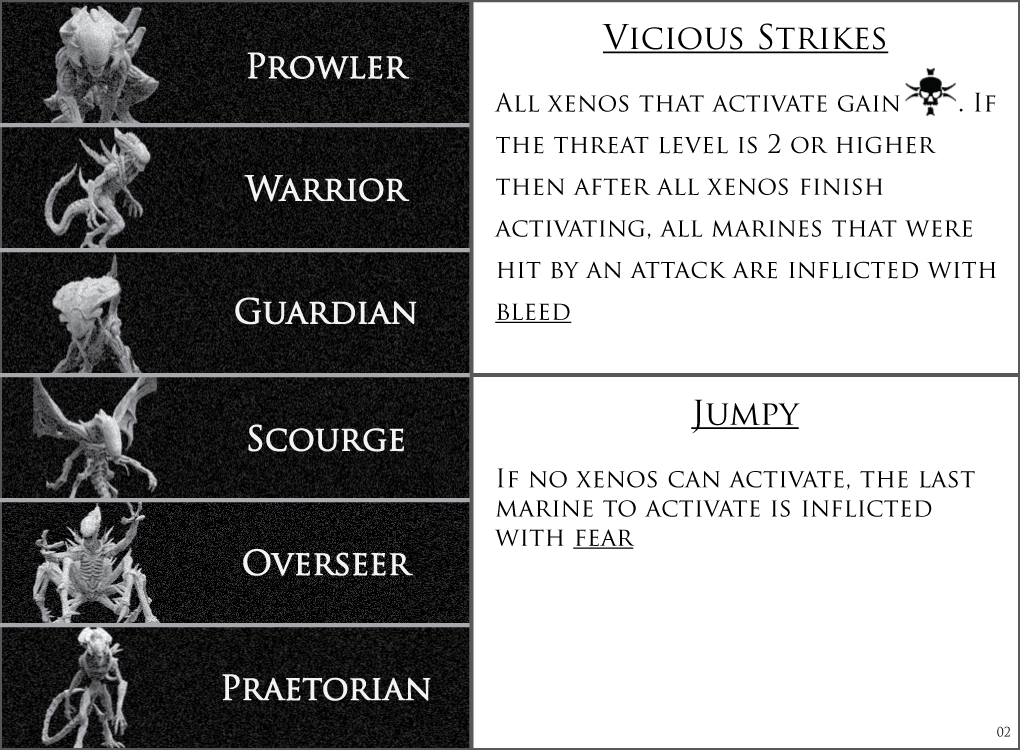 Prowler
Warrior
Guardian
Scourge
Overseer
Praetorian
Vicious Strikes
All xenos that activate gain . If
the threat level is 2 or higher
then after all xenos finish
activating, all marines that were
hit by an attack are inflicted with
bleed
Jumpy
If no xenos can activate, the last
marine to activate is inflicted
with fear
02